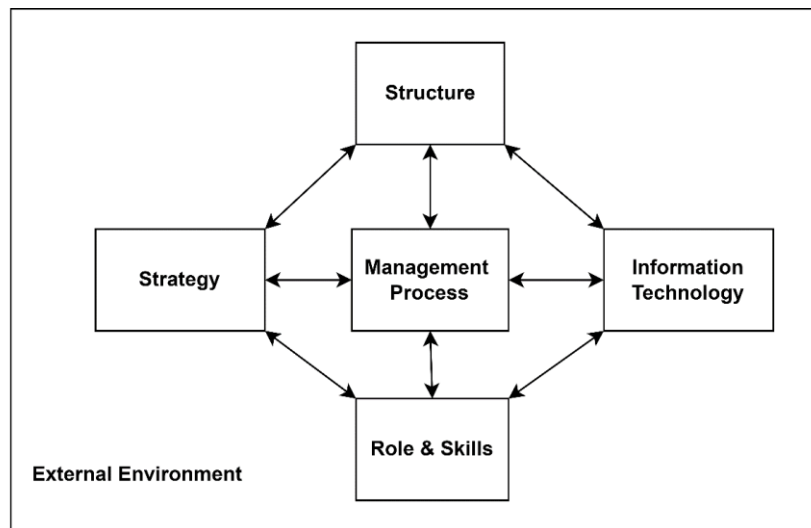 Structure
Strategy
Management
Process
Information
Technology
Role & Skills
External Environment